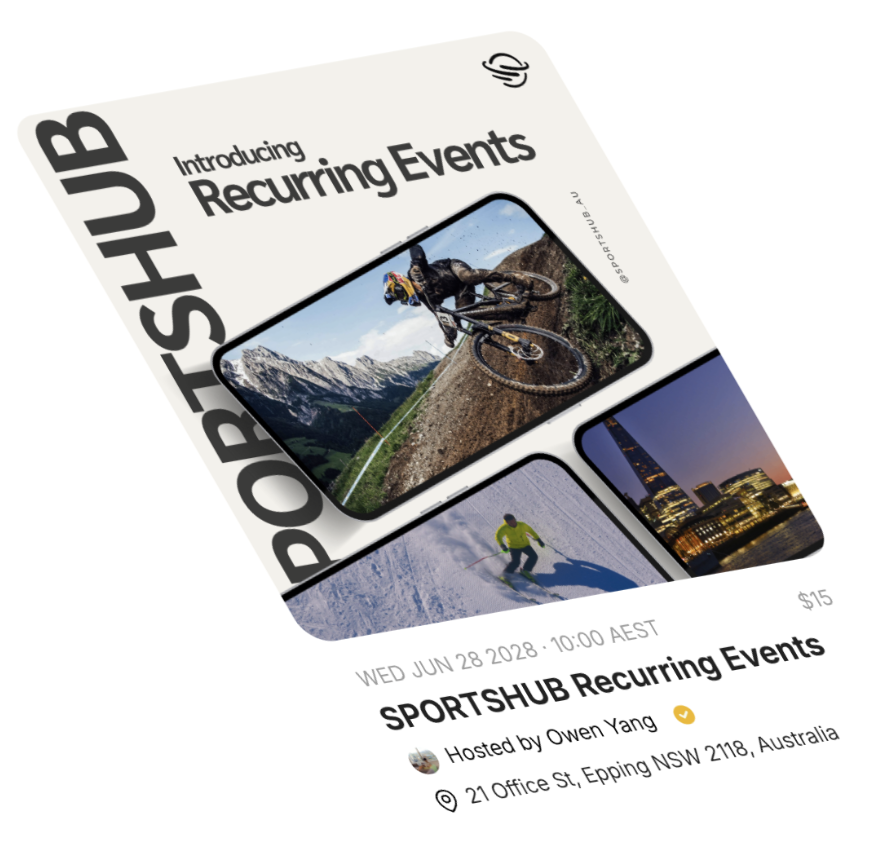 SPORTSHUB
Introducing
Recurring Events
@SPORTSHUB_AU
WED JUN 28 2028 · 10:00 AEST
$15
SPORTSHUB Recurring Events
Hosted by Owen Yang
21 Office St, Epping NSW 2118, Australia